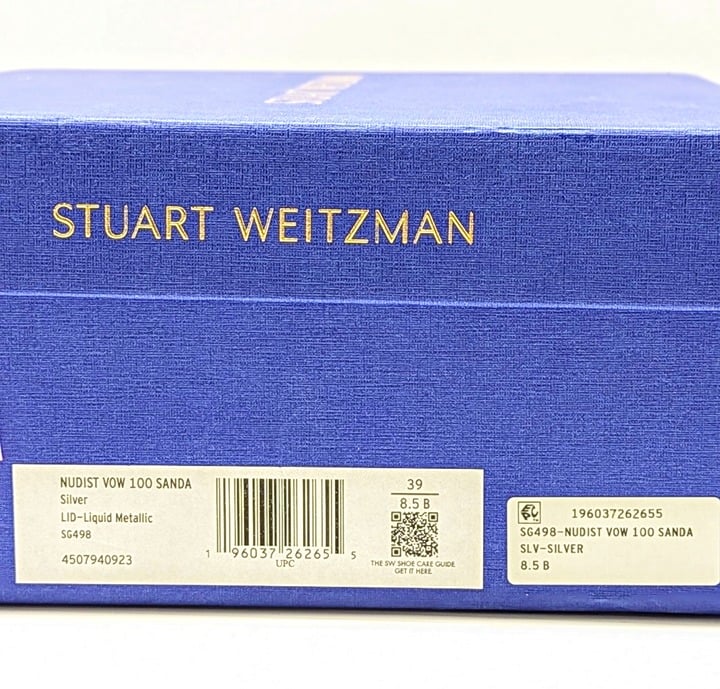 STUART WEITZMAN
NUDIST VOW 100 SANDA
Silver
LID-Liquid Metallic
SG498
4507940923
1 96037 26265 5
UPC
39
8.5 B
THE SW SHOE CARE GUIDE
GET IT HERE
196037262655
SG498-NUDIST VOW 100 SANDA
SLV-SILVER
8.5 B